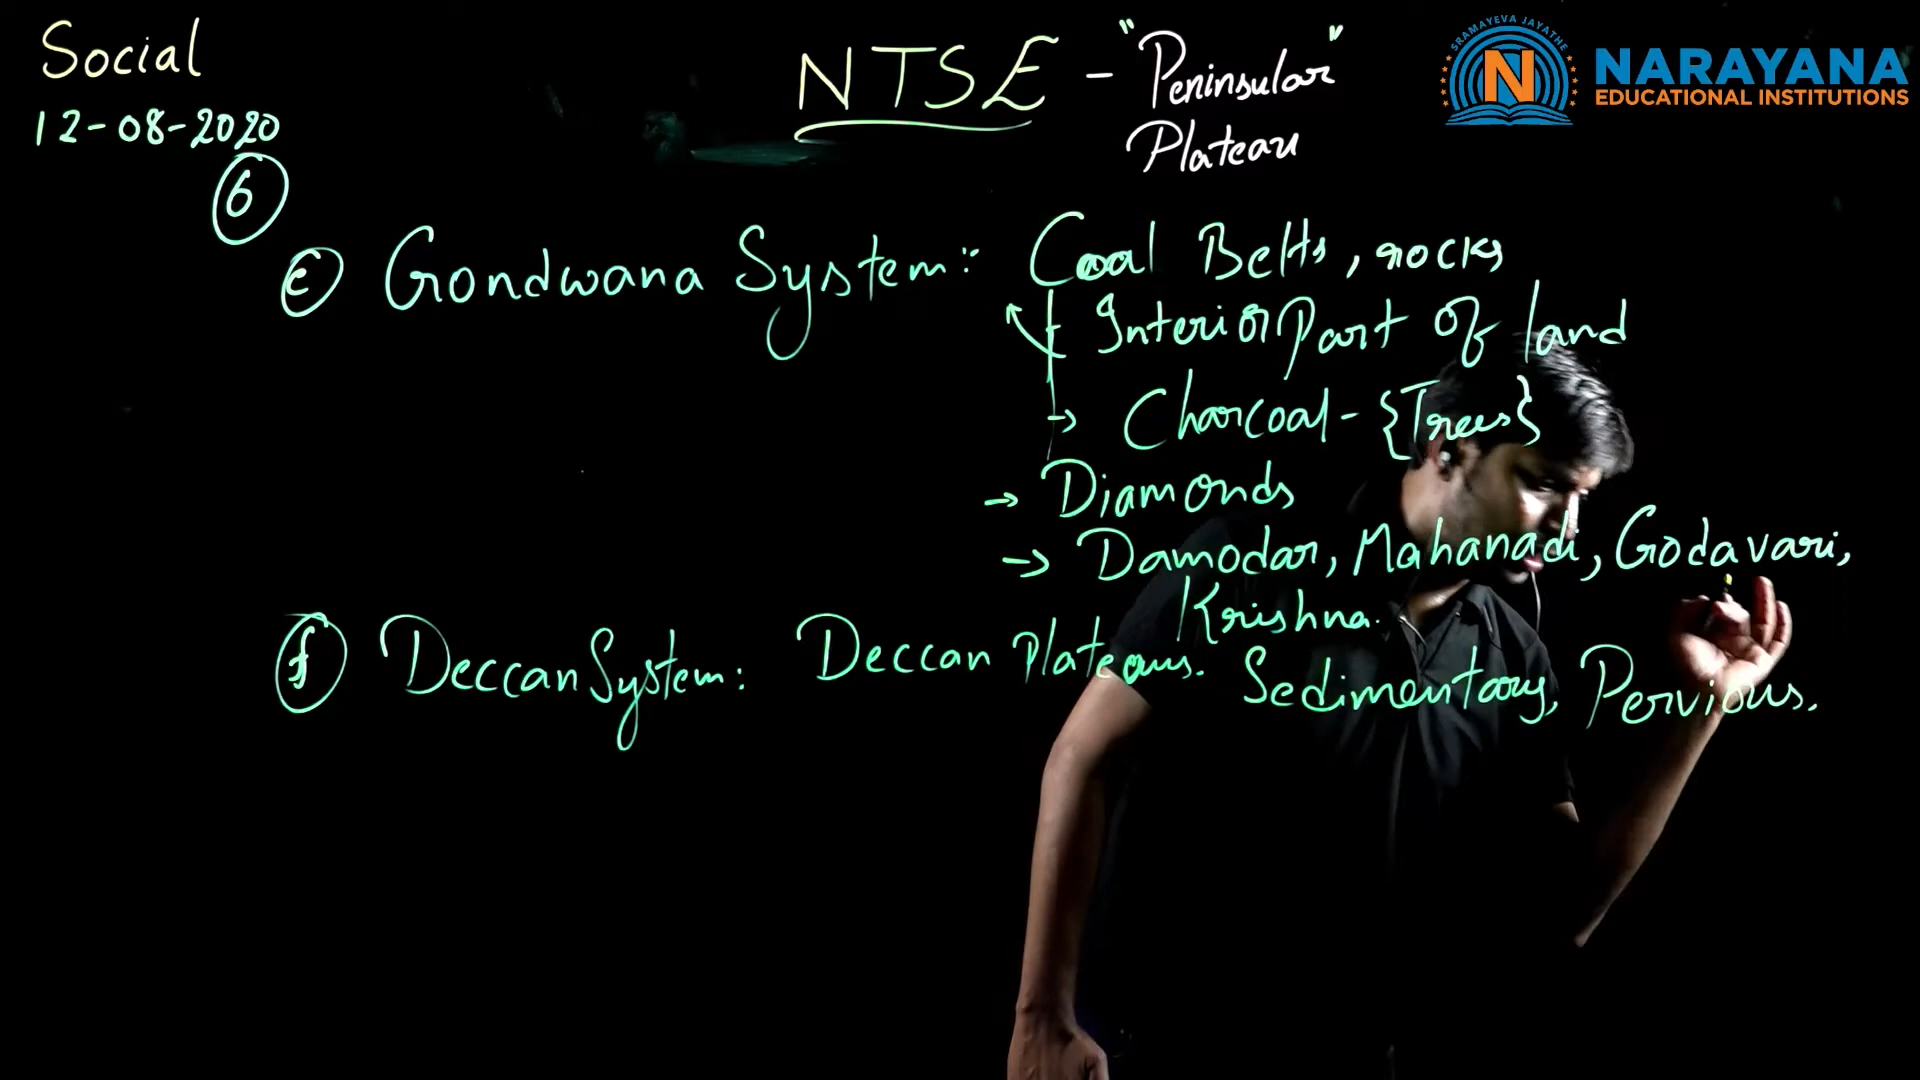 Social
12-08-2020
6
NTSE - "Peninsular"
Plateau
SRAMAYEVA JAYATHE
N
NARAYANA
EDUCATIONAL INSTITUTIONS
e Gondwana System:- Coal Belts, rocks
Interior Part of land
→ Charcoal - {Trees}
→ Diamonds
→ Damodar, Mahanadi, Godavari,
Krishna.
f Deccan System: Deccan Plateaus. Sedimentary, Pervious.